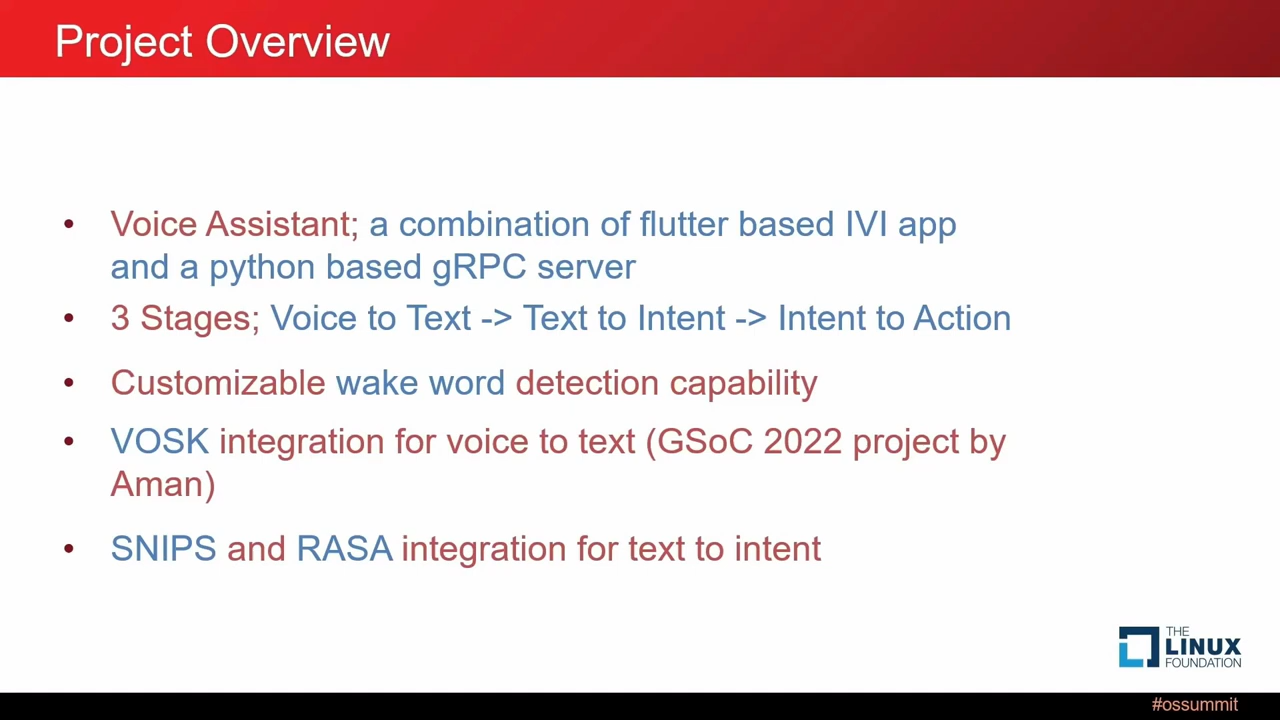 Project Overview
• Voice Assistant; a combination of flutter based IVI app
and a python based gRPC server
• 3 Stages; Voice to Text -> Text to Intent -> Intent to Action
• Customizable wake word detection capability
• VOSK integration for voice to text (GSoC 2022 project by
Aman)
• SNIPS and RASA integration for text to intent
THE
LINUX
FOUNDATION
#ossummit